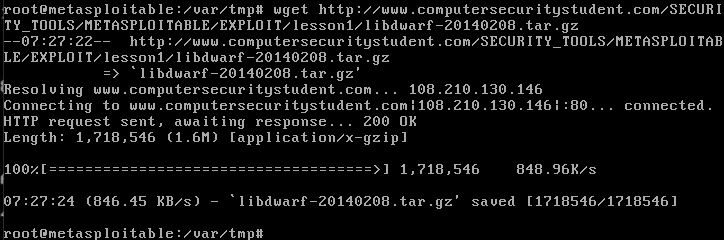 root@metasploitable:/var/tmp# wget http://www.computersecuritystudent.com/SECURI
TY_TOOLS/METASPLOITABLE/EXPLOIT/lesson1/libdwarf-20140208.tar.gz
--07:27:22--  http://www.computersecuritystudent.com/SECURITY_TOOLS/METASPLOITAB
LE/EXPLOIT/lesson1/libdwarf-20140208.tar.gz
           => `libdwarf-20140208.tar.gz'
Resolving www.computersecuritystudent.com... 108.210.130.146
Connecting to www.computersecuritystudent.com|108.210.130.146|:80... connected.
HTTP request sent, awaiting response... 200 OK
Length: 1,718,546 (1.6M) [application/x-gzip]
100%[====================================>] 1,718,546    848.96K/s
07:27:24 (846.45 KB/s) - `libdwarf-20140208.tar.gz' saved [1718546/1718546]
root@metasploitable:/var/tmp#